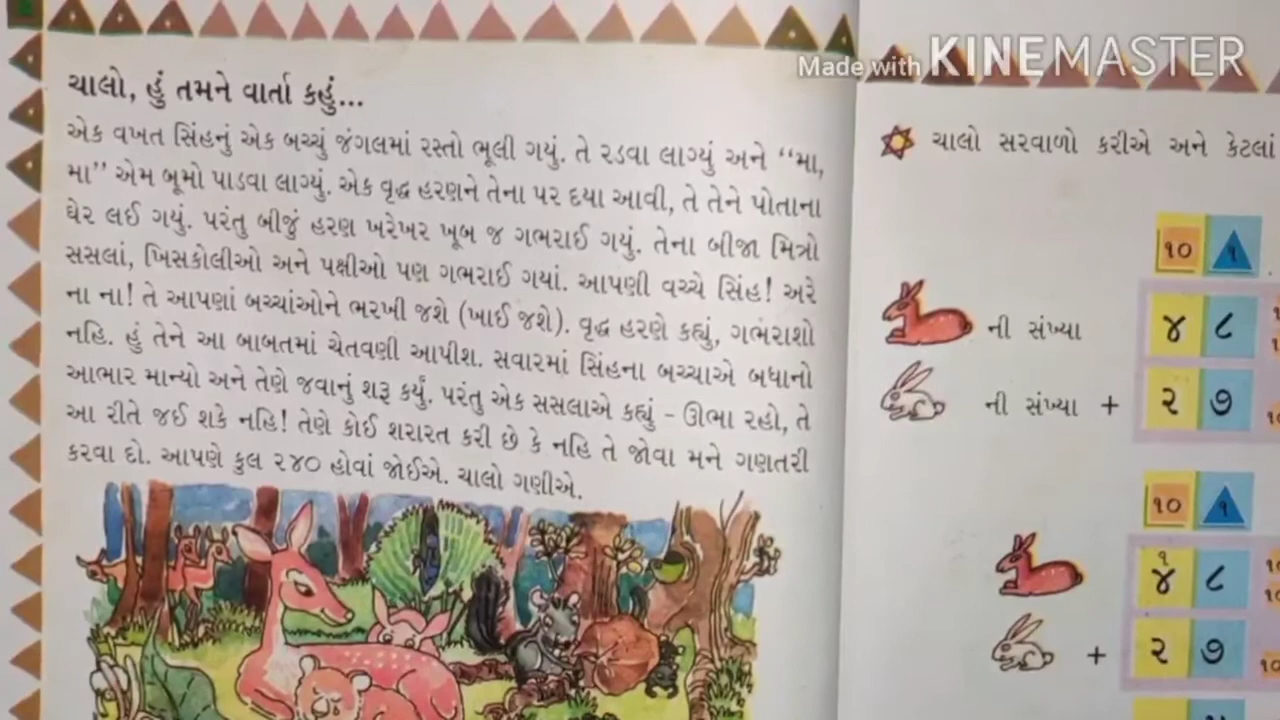 Made with KINEMASTER
ચાલો, હું તમને વાર્તા કહું...
એક વખત સિંહનું એક બચ્ચું જંગલમાં રસ્તો ભૂલી ગયું. તે રડવા લાગ્યું અને “મા,
મા” એમ બૂમો પાડવા લાગ્યું. એક વૃદ્ધ હરણને તેના પર દયા આવી, તે તેને પોતાના
ઘેર લઈ ગયું. પરંતુ બીજું હરણ ખરેખર ખૂબ જ ગભરાઈ ગયું. તેના બીજા મિત્રો
સસલાં, ખિસકોલીઓ અને પક્ષીઓ પણ ગભરાઈ ગયાં. આપણી વચ્ચે સિંહ! અરે
ના ના! તે આપણાં બચ્ચાંઓને ભરખી જશે (ખાઈ જશે). વૃદ્ધ હરણે કહ્યું, ગભરાશો
નહિ. હું તેને આ બાબતમાં ચેતવણી આપીશ. સવારમાં સિંહના બચ્ચાએ બધાનો
આભાર માન્યો અને તેણે જવાનું શરૂ કર્યું. પરંતુ એક સસલાએ કહ્યું - ઊભા રહો, તે
આ રીતે જઈ શકે નહિ! તેણે કોઈ શરારત કરી છે કે નહિ તે જોવા મને ગણતરી
કરવા દો. આપણે કુલ ૨૪૦ હોવાં જોઈએ. ચાલો ગણીએ.
ચાલો સરવાળો કરીએ અને કેટલાં
૧૦ ૧
ની સંખ્યા ૪ ૮
ની સંખ્યા + ૨ ૭
૧૦ ૧
૧
૪ ૮
+ ૨ ૭